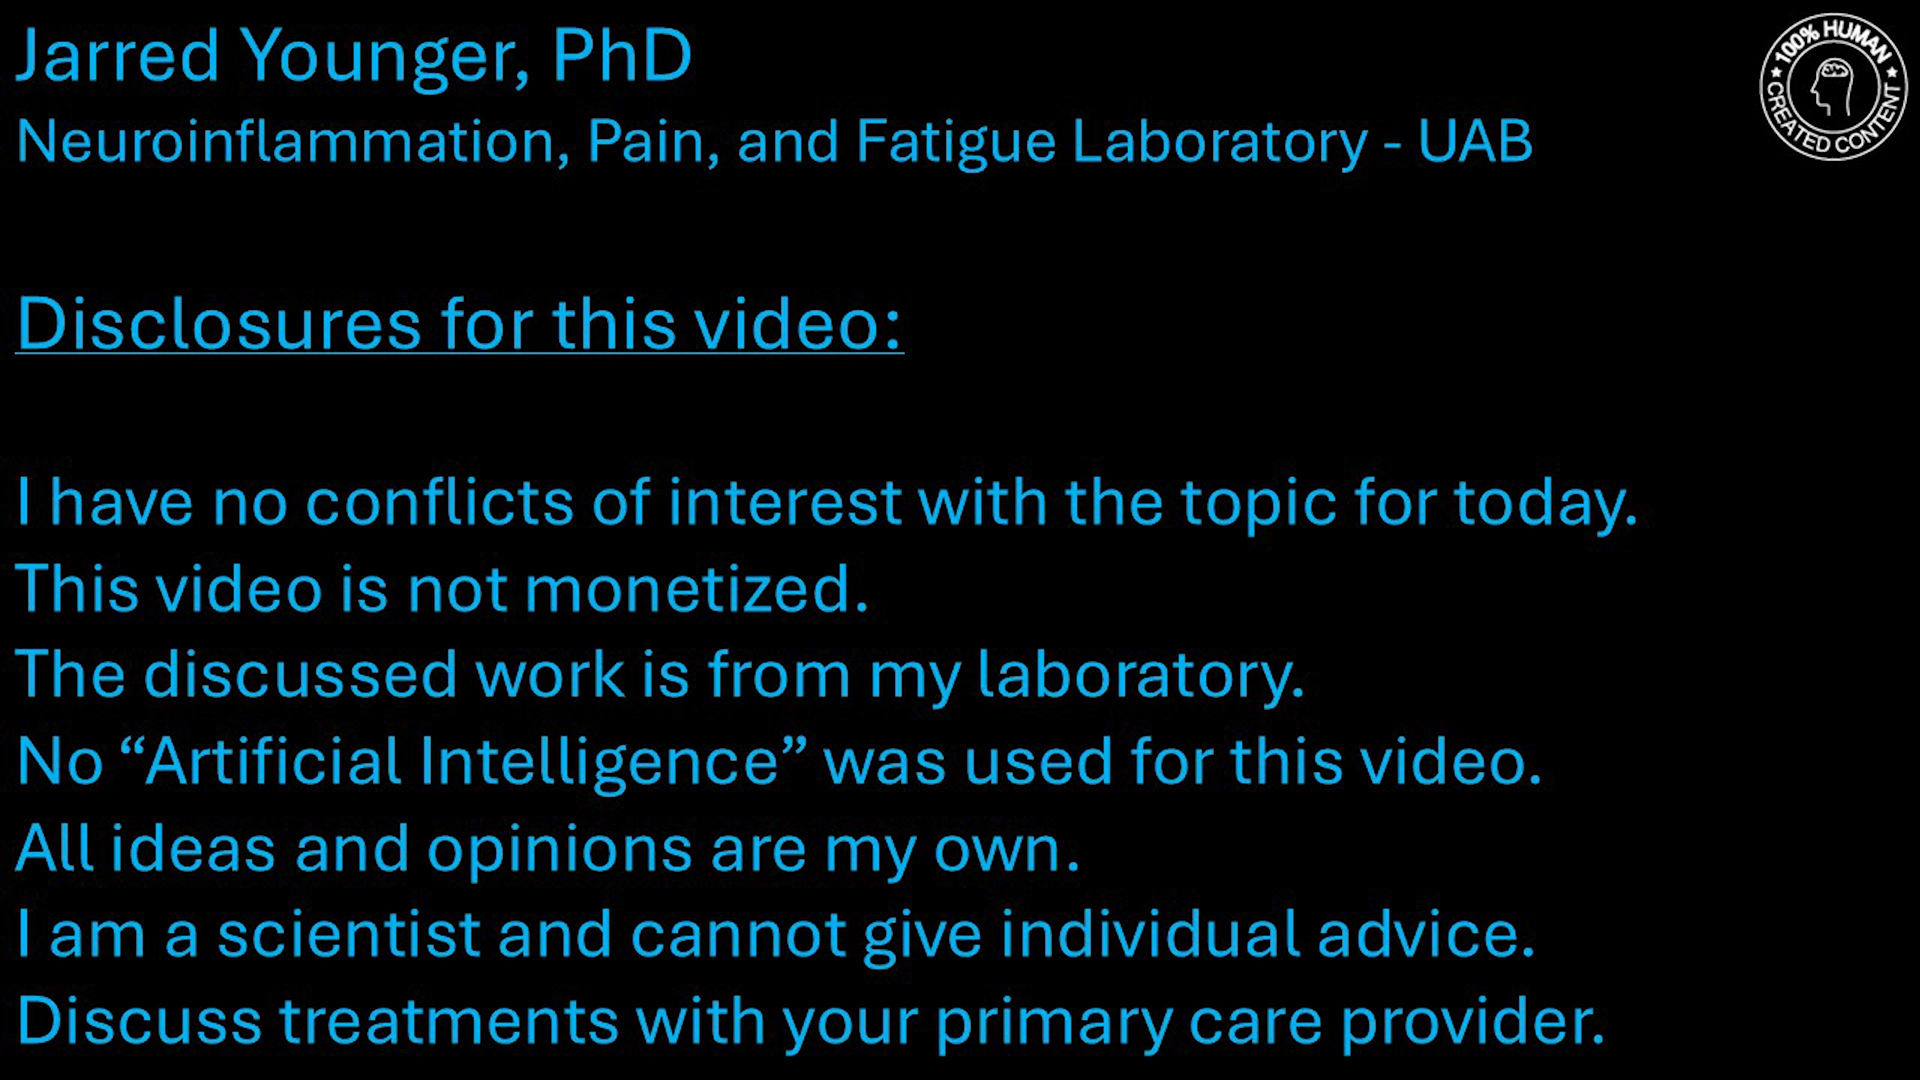 Jarred Younger, PhD
Neuroinflammation, Pain, and Fatigue Laboratory - UAB
100% HUMAN
CREATED CONTENT
Disclosures for this video:
I have no conflicts of interest with the topic for today.
This video is not monetized.
The discussed work is from my laboratory.
No “Artificial Intelligence” was used for this video.
All ideas and opinions are my own.
I am a scientist and cannot give individual advice.
Discuss treatments with your primary care provider.